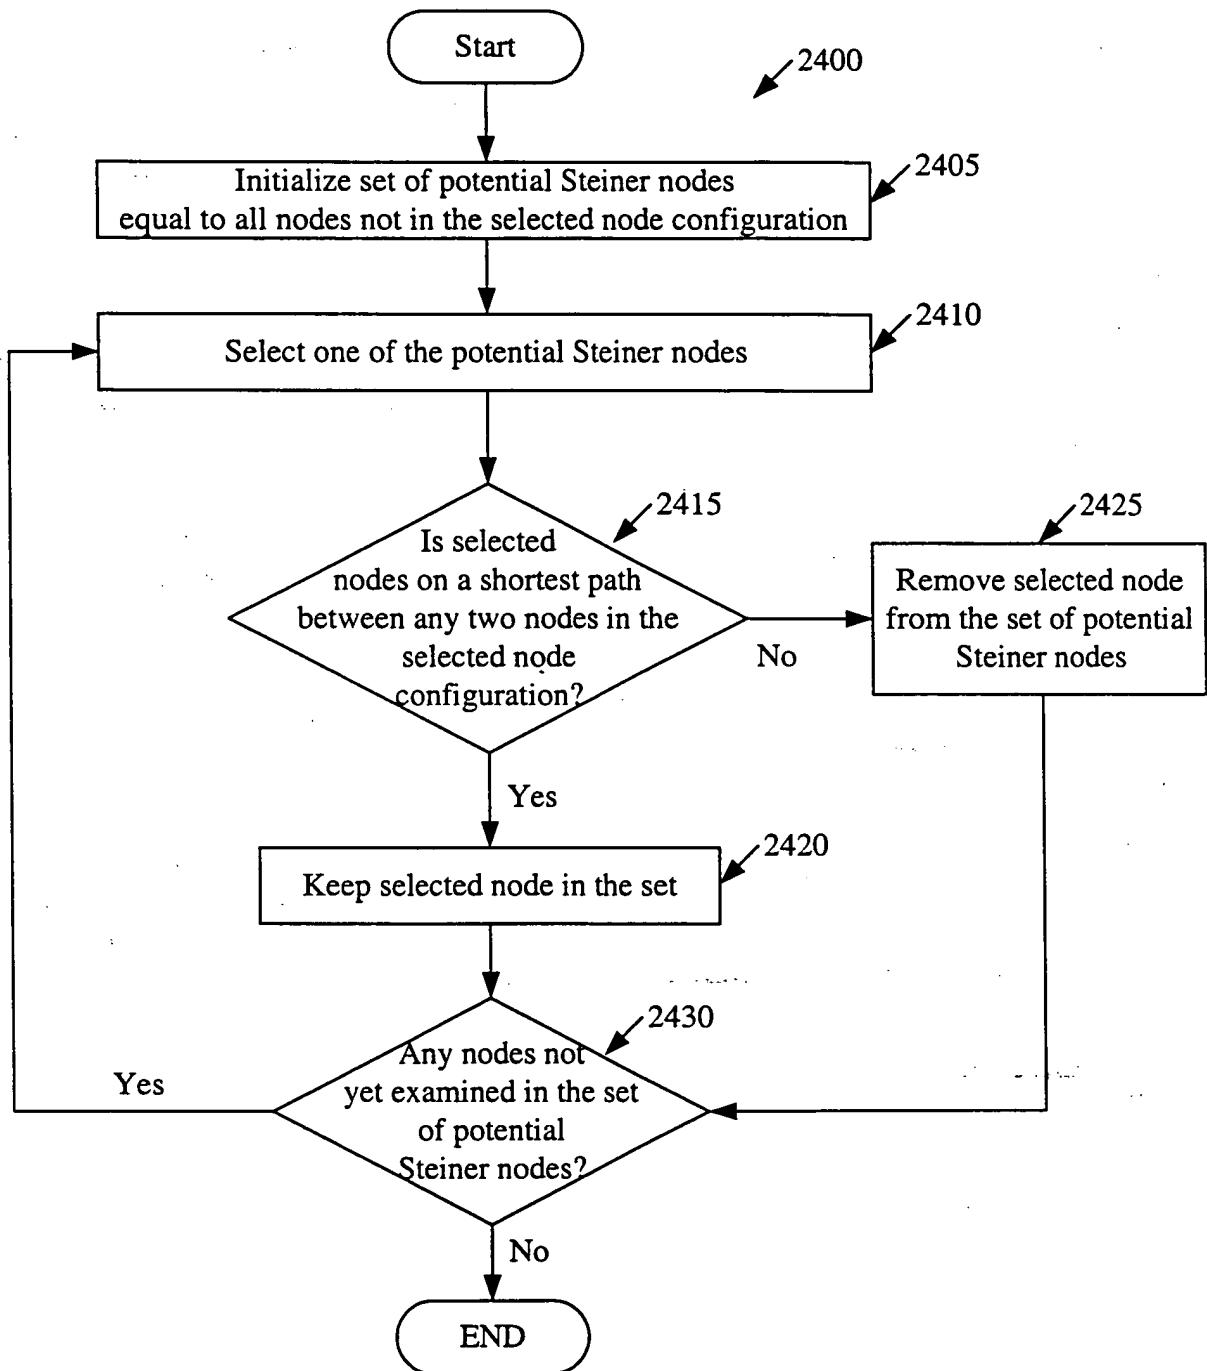 Start
2400
2405
Initialize set of potential Steiner nodes
equal to all nodes not in the selected node configuration
2410
Select one of the potential Steiner nodes
2415
Is selected
nodes on a shortest path
between any two nodes in the
selected node
configuration?
No
2425
Remove selected node
from the set of potential
Steiner nodes
Yes
2420
Keep selected node in the set
2430
Any nodes not
yet examined in the set
of potential
Steiner nodes?
Yes
No
END